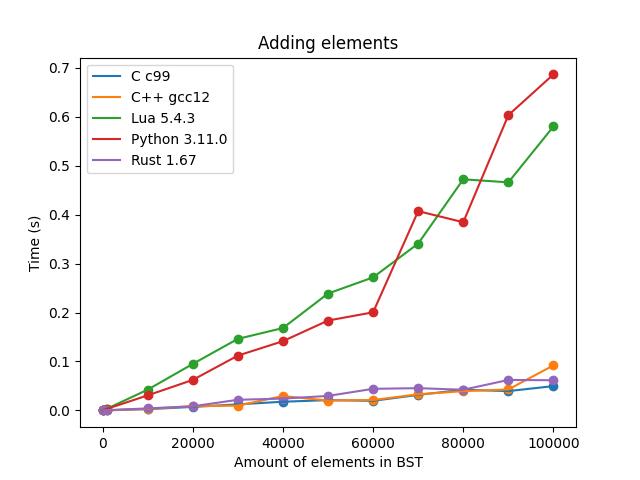 Adding elements
C c99
C++ gcc12
Lua 5.4.3
Python 3.11.0
Rust 1.67
0.7
0.6
0.5
0.4
0.3
0.2
0.1
0.0
Time (s)
0 20000 40000 60000 80000 100000
Amount of elements in BST